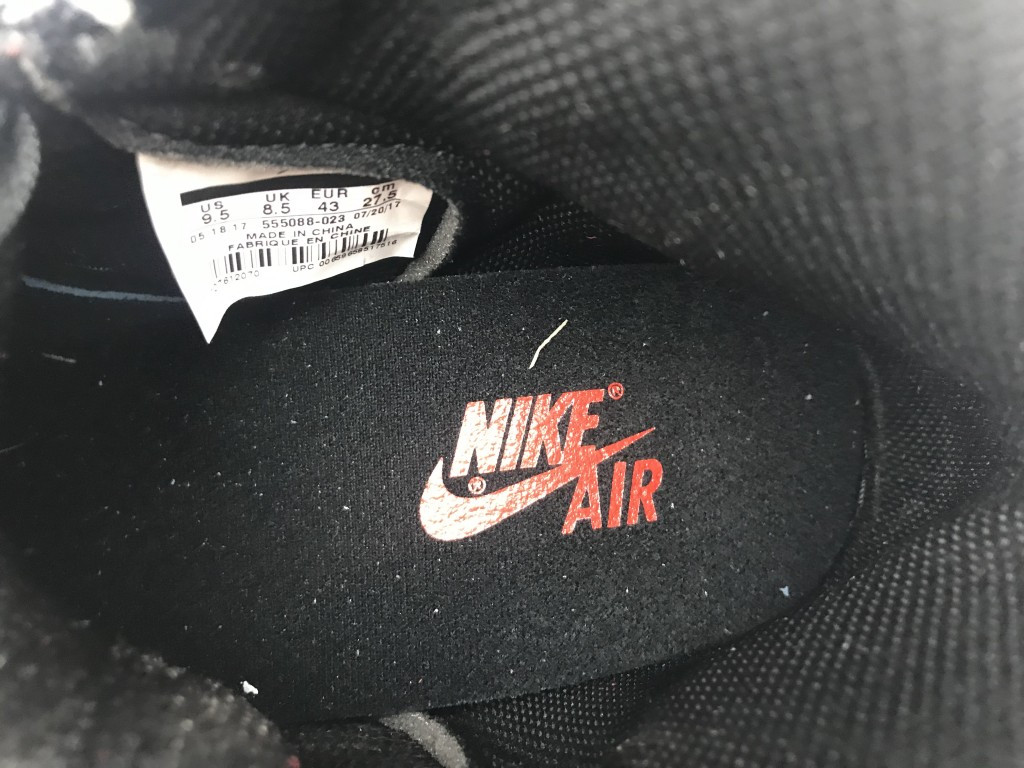 US UK EUR cm
9.5 8.5 43 27.5
05.18 17 555088-023 07/20/17
MADE IN CHINA
FABRIQUE EN CHINE
UPC
NIKE®
®
AIR